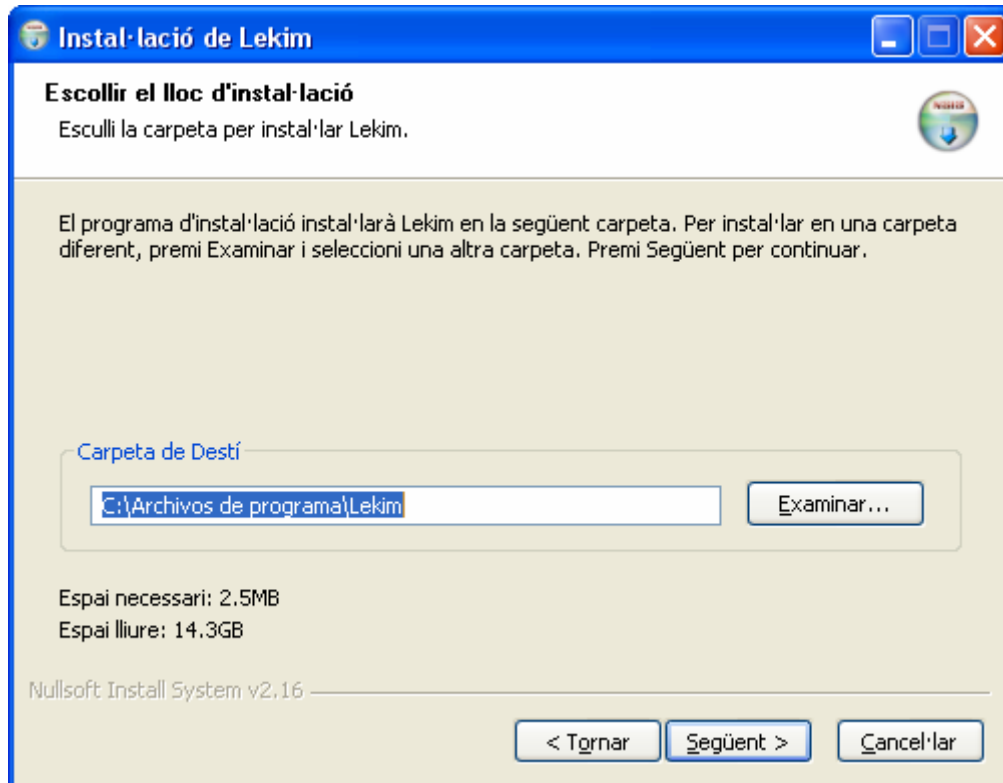 Instal·lació de Lekim
Escollir el lloc d'instal·lació
Esculli la carpeta per instal·lar Lekim.
El programa d'instal·lació instal·larà Lekim en la següent carpeta. Per instal·lar en una carpeta
diferent, premi Examinar i seleccioni una altra carpeta. Premi Següent per continuar.
Carpeta de Destí
C:\Archivos de programa\Lekim
Examinar...
Espai necessari: 2.5MB
Espai lliure: 14.3GB
Nullsoft Install System v2.16
< Tornar
Següent >
Cancel·lar